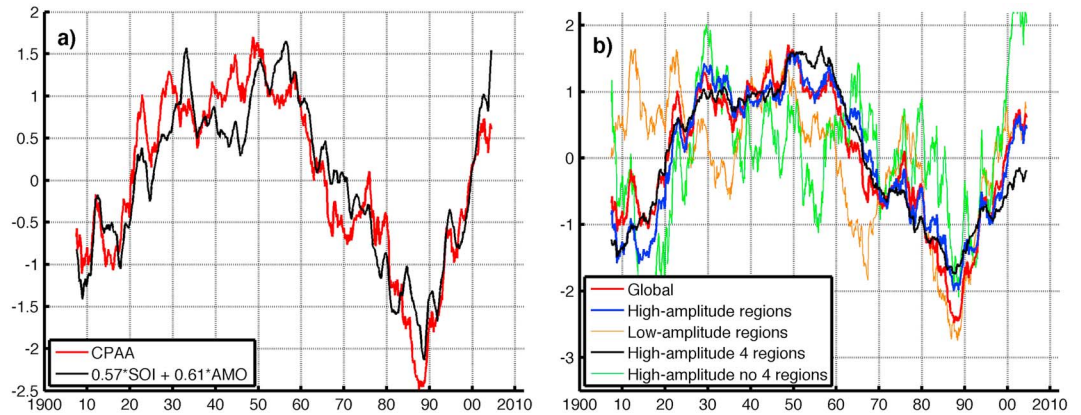 a)
2
1.5
1
0.5
0
-0.5
-1
-1.5
-2
-2.5
CPAA
0.57*SOI + 0.61*AMO
1900 10 20 30 40 50 60 70 80 90 00 2010
b)
2
1
0
-1
-2
-3
Global
High-amplitude regions
Low-amplitude regions
High-amplitude 4 regions
High-amplitude no 4 regions
1900 10 20 30 40 50 60 70 80 90 00 2010